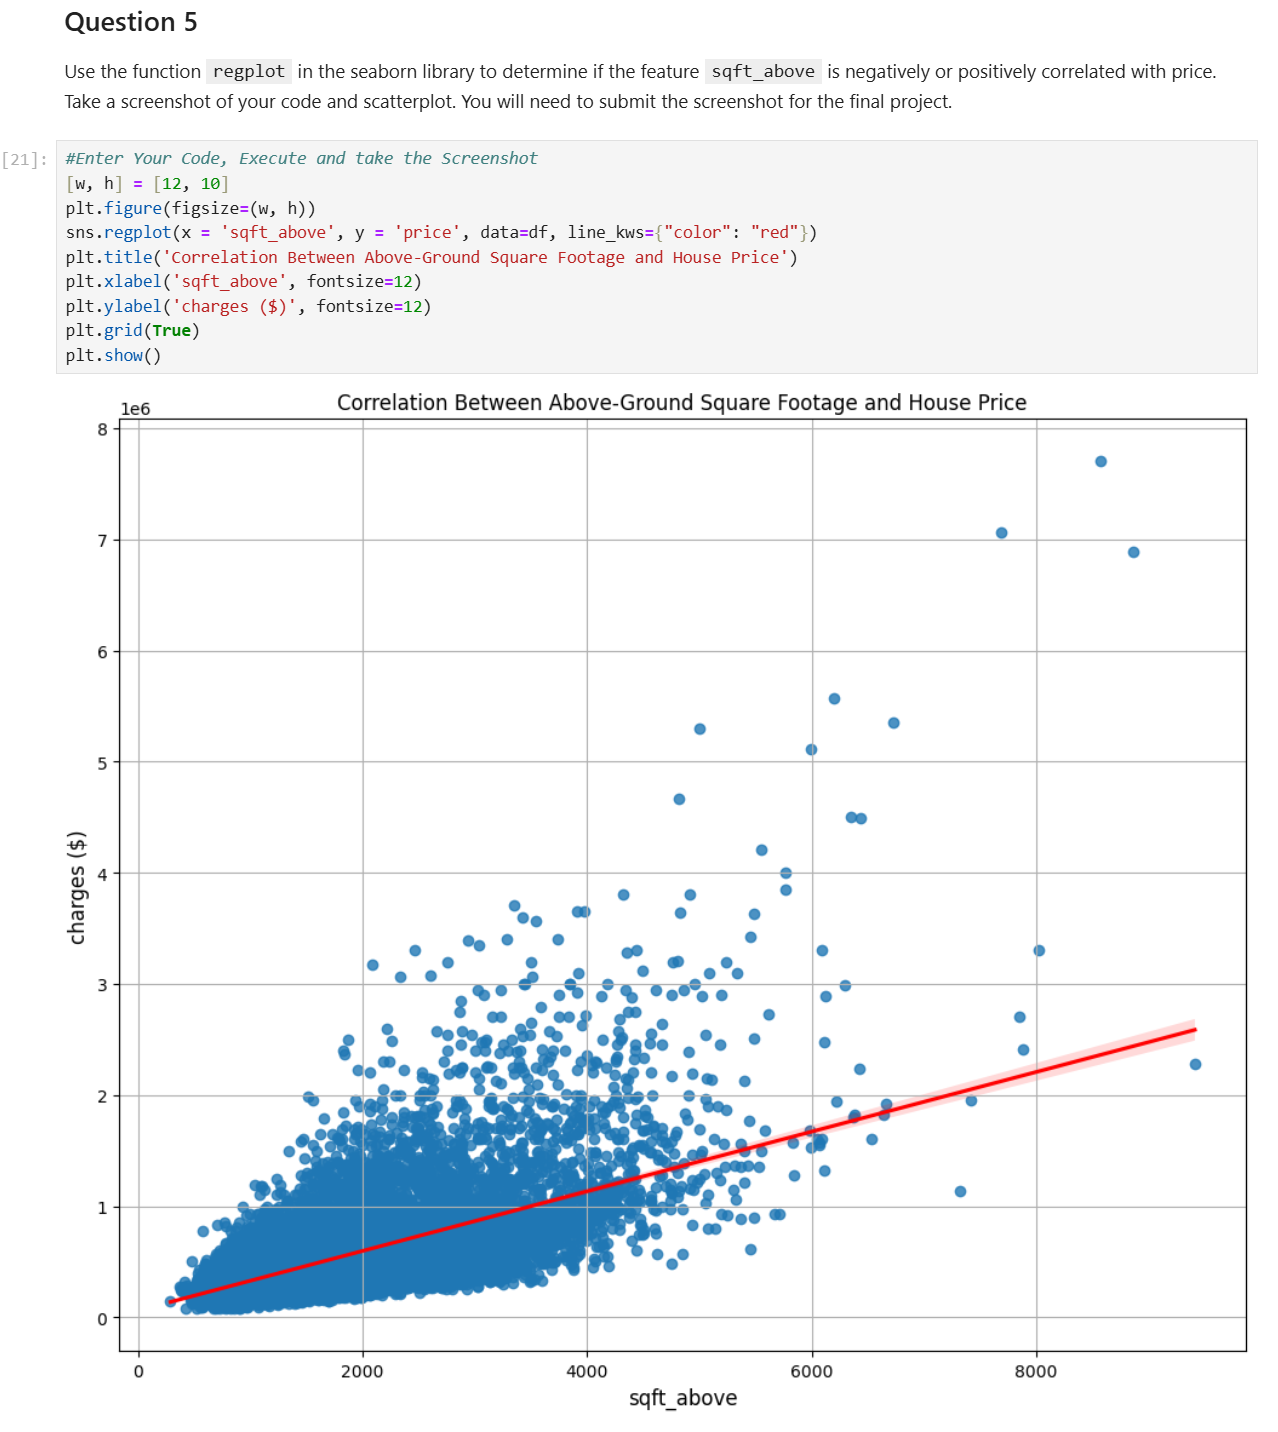 Question 5
Use the function regplot in the seaborn library to determine if the feature sqft_above is negatively or positively correlated with price.
Take a screenshot of your code and scatterplot. You will need to submit the screenshot for the final project.
[21]:
#Enter Your Code, Execute and take the Screenshot
[w, h] = [12, 10]
plt.figure(figsize=(w, h))
sns.regplot(x = 'sqft_above', y = 'price', data=df, line_kws={"color": "red"})
plt.title('Correlation Between Above-Ground Square Footage and House Price')
plt.xlabel('sqft_above', fontsize=12)
plt.ylabel('charges ($)', fontsize=12)
plt.grid(True)
plt.show()
Correlation Between Above-Ground Square Footage and House Price
1e6
8
7
6
5
4
3
2
1
0
charges ($)
0 2000 4000 6000 8000
sqft_above